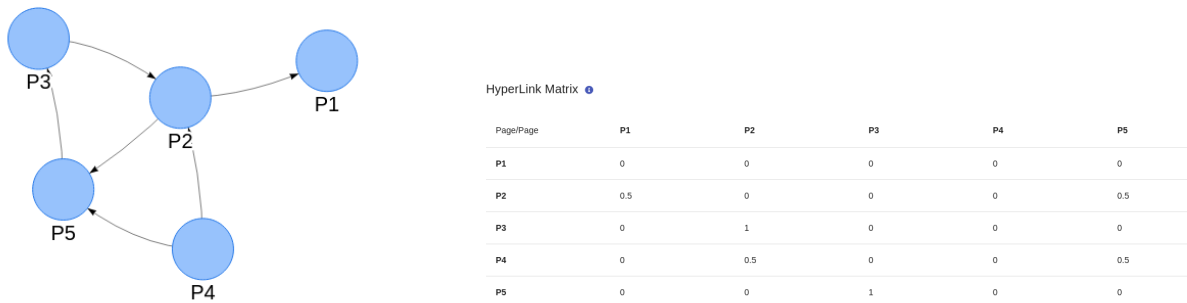 P3
P1
P2
P5
P4
HyperLink Matrix
Page/Page P1 P2 P3 P4 P5
P1 0 0 0 0 0
P2 0.5 0 0 0 0.5
P3 0 1 0 0 0
P4 0 0.5 0 0 0.5
P5 0 0 1 0 0